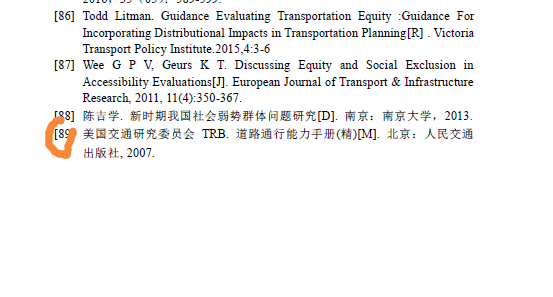 [86] Todd Litman. Guidance Evaluating Transportation Equity :Guidance For
Incorporating Distributional Impacts in Transportation Planning[R] . Victoria
Transport Policy Institute.2015,4:3-6
[87] Wee G P V, Geurs K T. Discussing Equity and Social Exclusion in
Accessibility Evaluations[J]. European Journal of Transport & Infrastructure
Research, 2011, 11(4):350-367.
[88] 陈吉学. 新时期我国社会弱势群体问题研究[D]. 南京：南京大学，2013.
[89 美国交通研究委员会 TRB. 道路通行能力手册(精)[M]. 北京：人民交通
出版社, 2007.